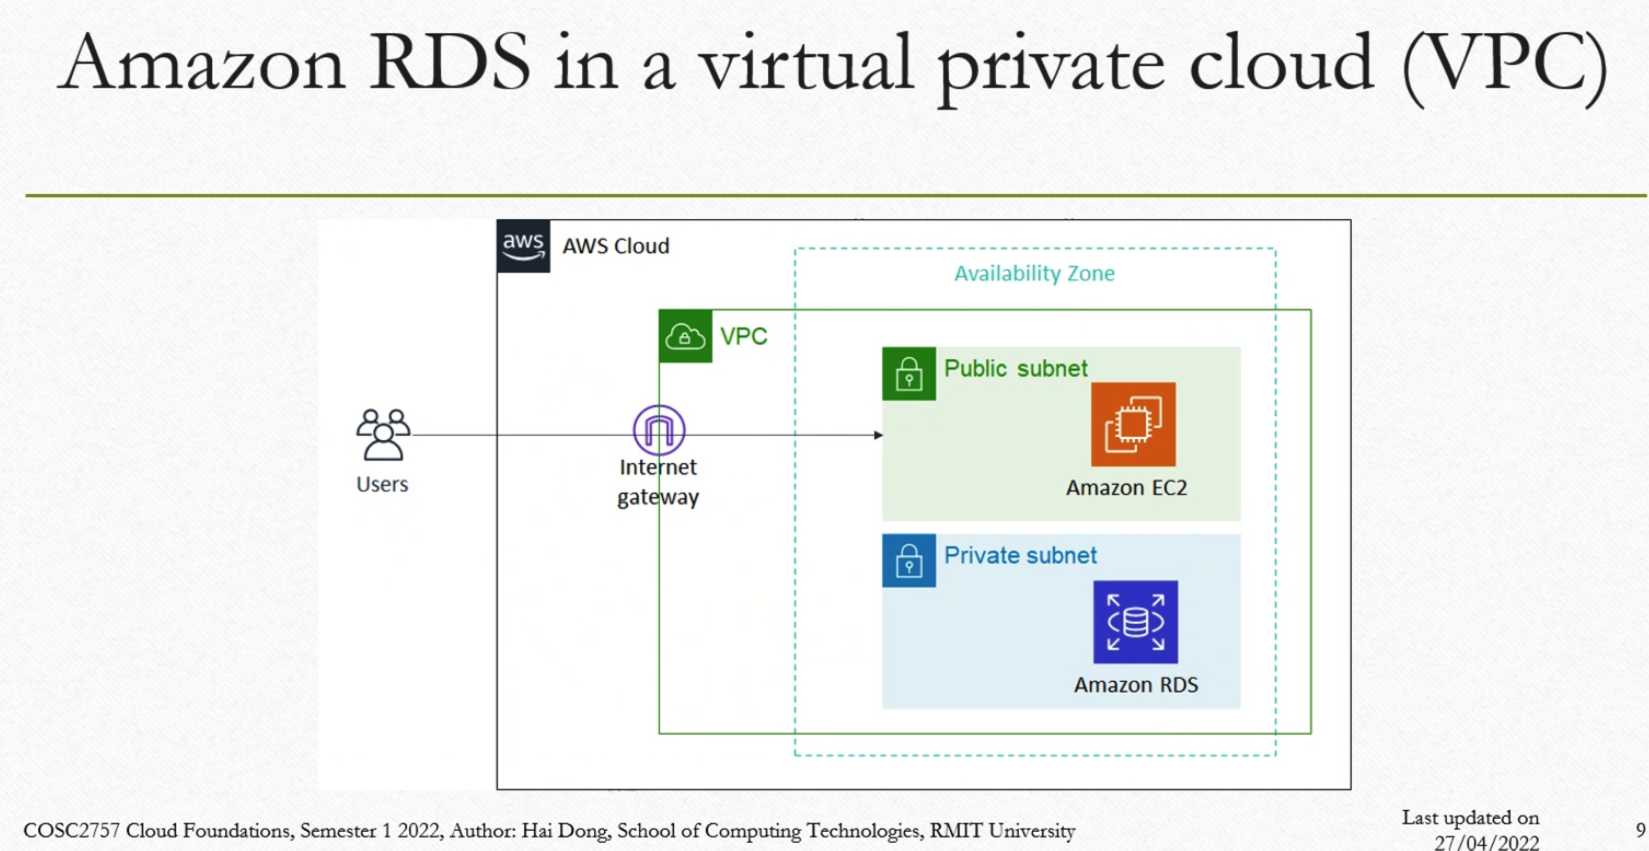 Amazon RDS in a virtual private cloud (VPC)
aws
AWS Cloud
Availability Zone
VPC
Public subnet
Amazon EC2
Users
Internet
gateway
Private subnet
Amazon RDS
COSC2757 Cloud Foundations, Semester 1 2022, Author: Hai Dong, School of Computing Technologies, RMIT University
Last updated on
27/04/2022
9